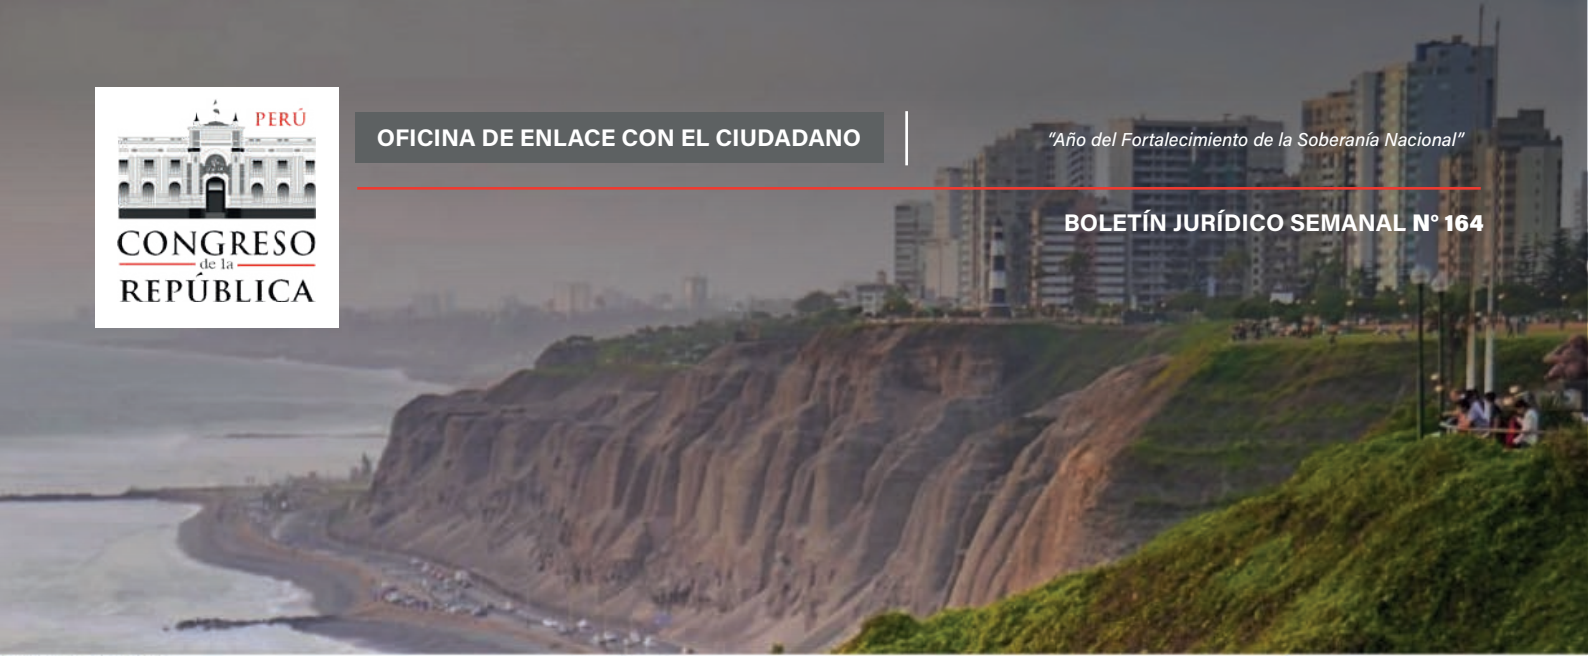 PERÚ
CONGRESO
de la
REPÚBLICA
OFICINA DE ENLACE CON EL CIUDADANO
“Año del Fortalecimiento de la Soberanía Nacional”
BOLETÍN JURÍDICO SEMANAL N° 164